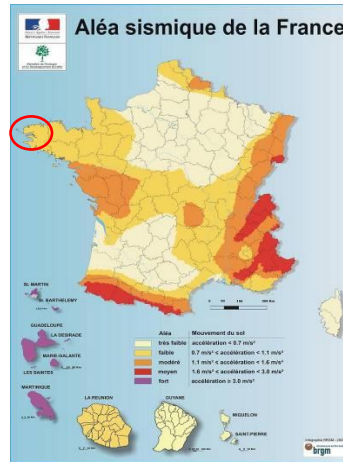 RÉPUBLIQUE FRANÇAISE
Aléa sismique de la France
St. MARTIN
St. BARTHELEMY
GUADELOUPE
LA DESIRADE
MARIE-GALANTE
LES SAINTES
MARTINIQUE
Aléa Mouvement du sol
très faible accélération < 0.7 m/s²
faible 0.7 m/s² < accélération < 1.1 m/s²
modéré 1.1 m/s² < accélération < 1.6 m/s²
moyen 1.6 m/s² < accélération < 3.0 m/s²
fort accélération > 3.0 m/s²
LA REUNION
GUYANE
MIQUELON
SAINT-PIERRE
brgm